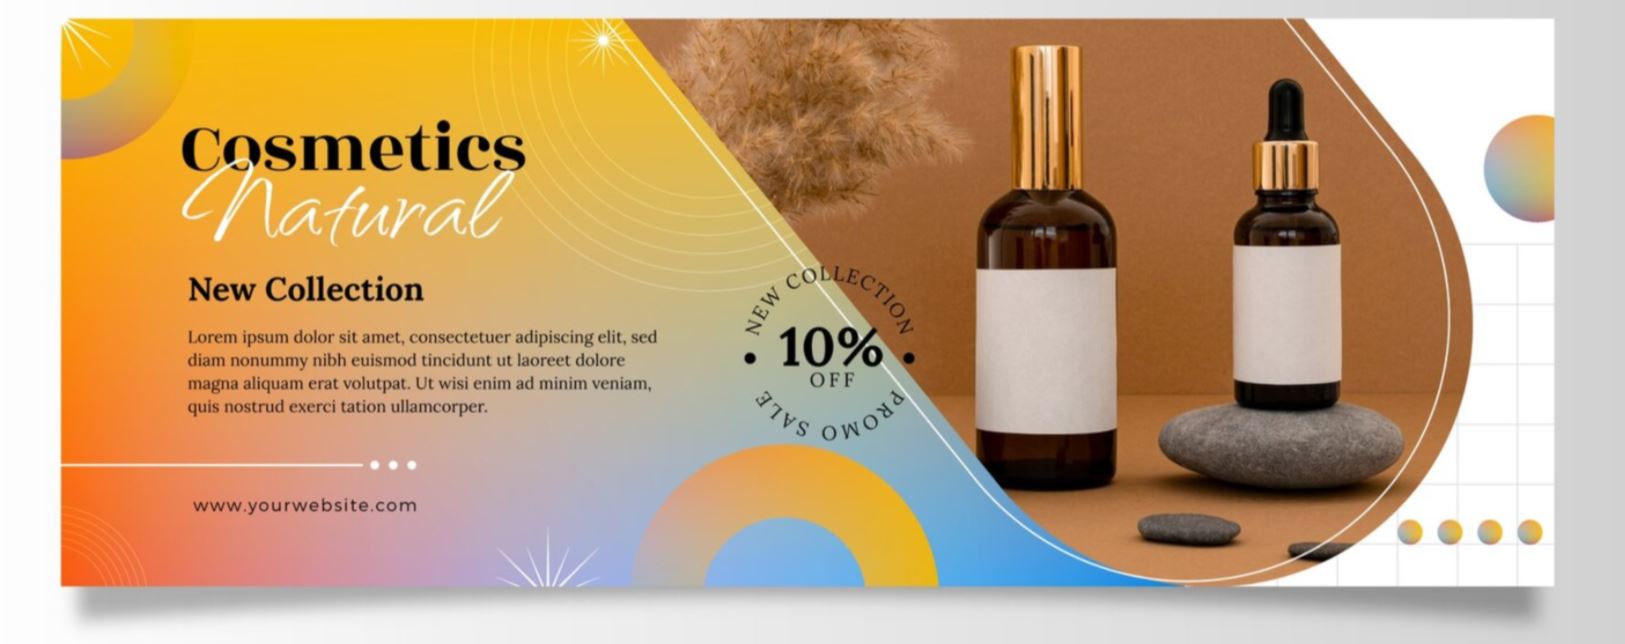 Cosmetics
Natural
New Collection
Lorem ipsum dolor sit amet, consectetuer adipiscing elit, sed
diam nonummy nibh euismod tincidunt ut laoreet dolore
magna aliquam erat volutpat. Ut wisi enim ad minim veniam,
quis nostrud exerci tation ullamcorper.
www.yourwebsite.com
NEW COLLECTION
10%
OFF
PROMO SALE